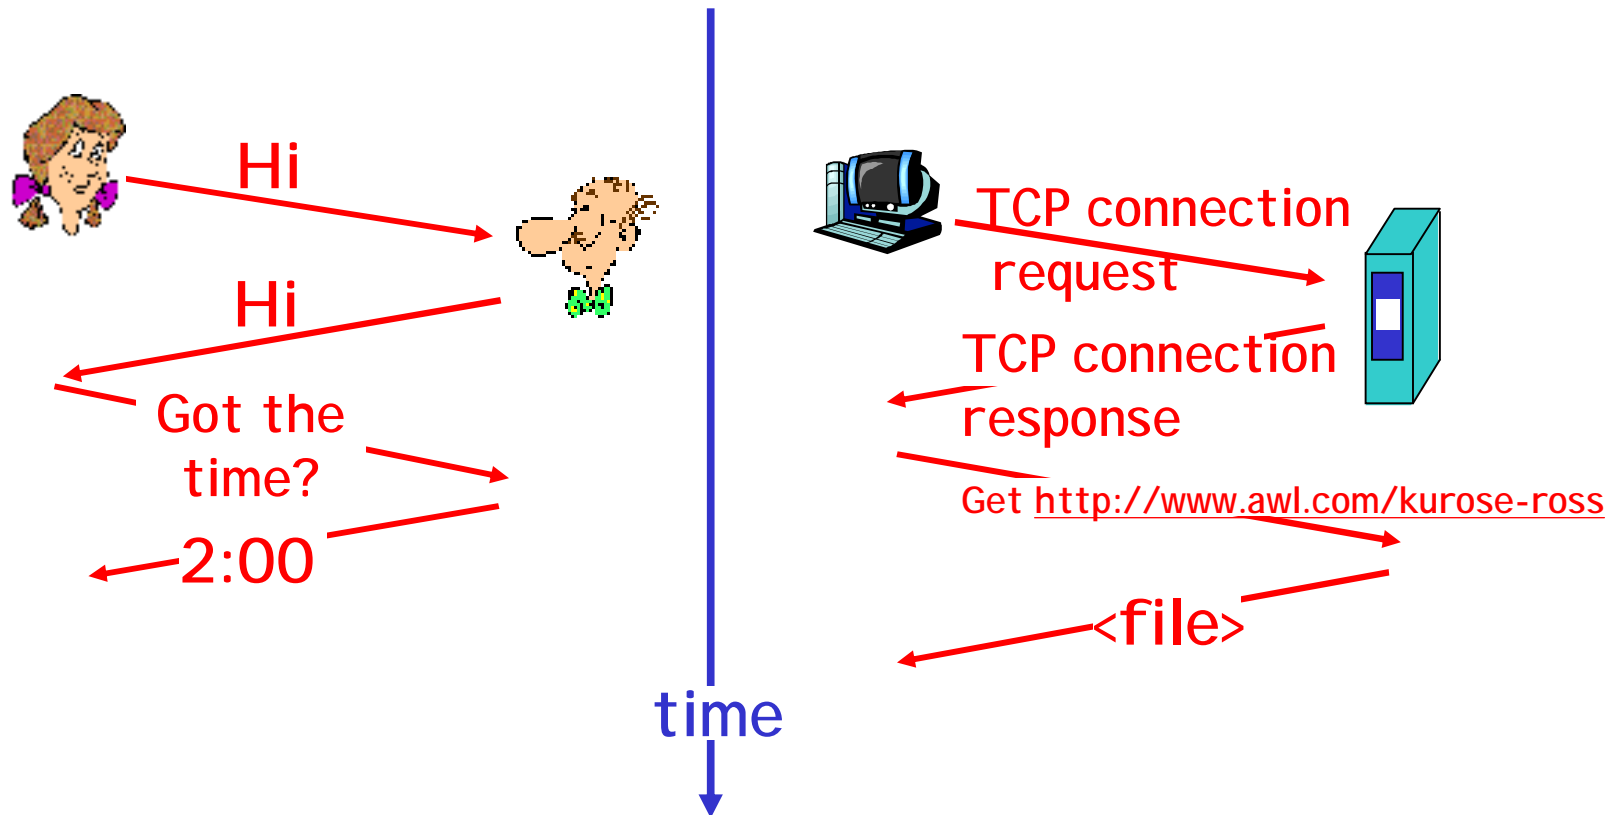 Hi
Hi
Got the
time?
2:00
TCP connection
request
TCP connection
response
Get http://www.awl.com/kurose-ross
<file>
time